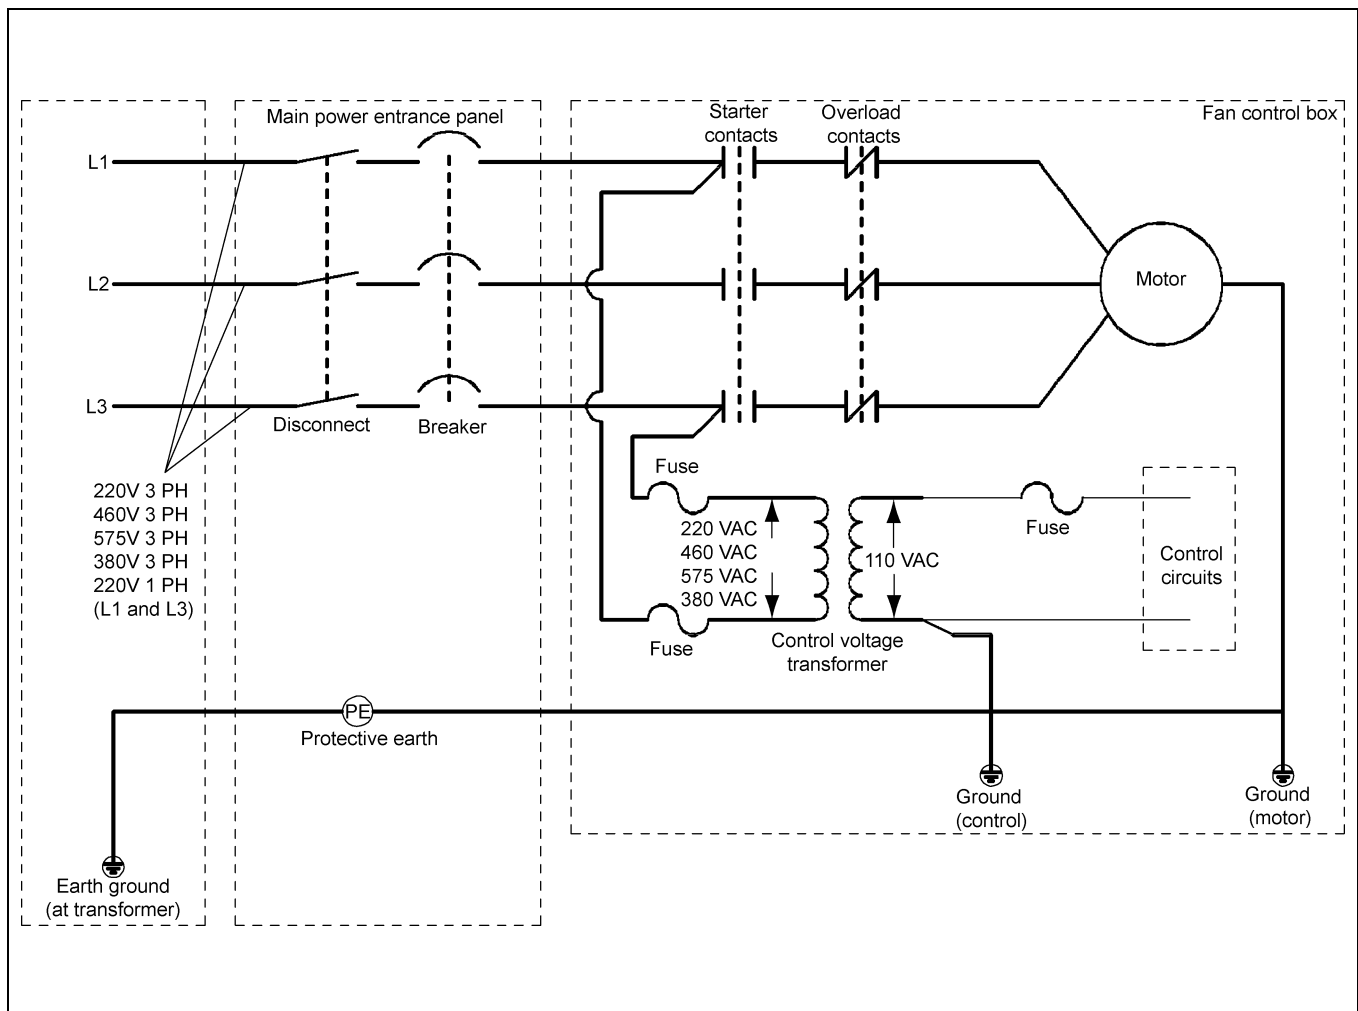 Main power entrance panel
Starter
contacts
Overload
contacts
Fan control box
L1
L2
Motor
L3
Disconnect
Breaker
220V 3 PH
460V 3 PH
575V 3 PH
380V 3 PH
220V 1 PH
(L1 and L3)
Fuse
220 VAC
460 VAC
575 VAC
380 VAC
110 VAC
Fuse
Control
circuits
Fuse
Control voltage
transformer
PE
Protective earth
Ground
(control)
Ground
(motor)
Earth ground
(at transformer)